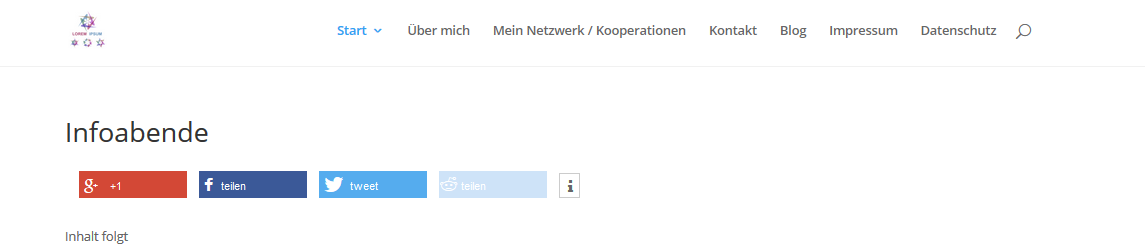 LOREM IPSUM
Start Über mich Mein Netzwerk / Kooperationen Kontakt Blog Impressum Datenschutz
Infoabende
g+ +1 f teilen tweet teilen i
Inhalt folgt